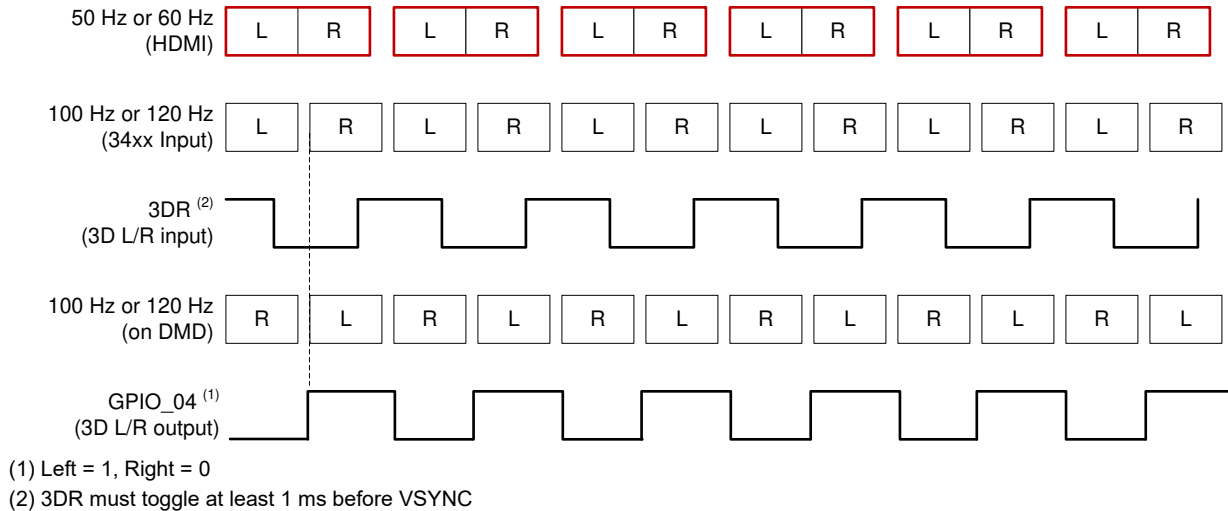 50 Hz or 60 Hz
(HDMI)
L R L R L R L R L R L R
100 Hz or 120 Hz
(34xx Input)
L R L R L R L R L R L R
3DR (2)
(3D L/R input)
100 Hz or 120 Hz
(on DMD)
R L R L R L R L R L R L
GPIO_04 (1)
(3D L/R output)
(1) Left = 1, Right = 0
(2) 3DR must toggle at least 1 ms before VSYNC